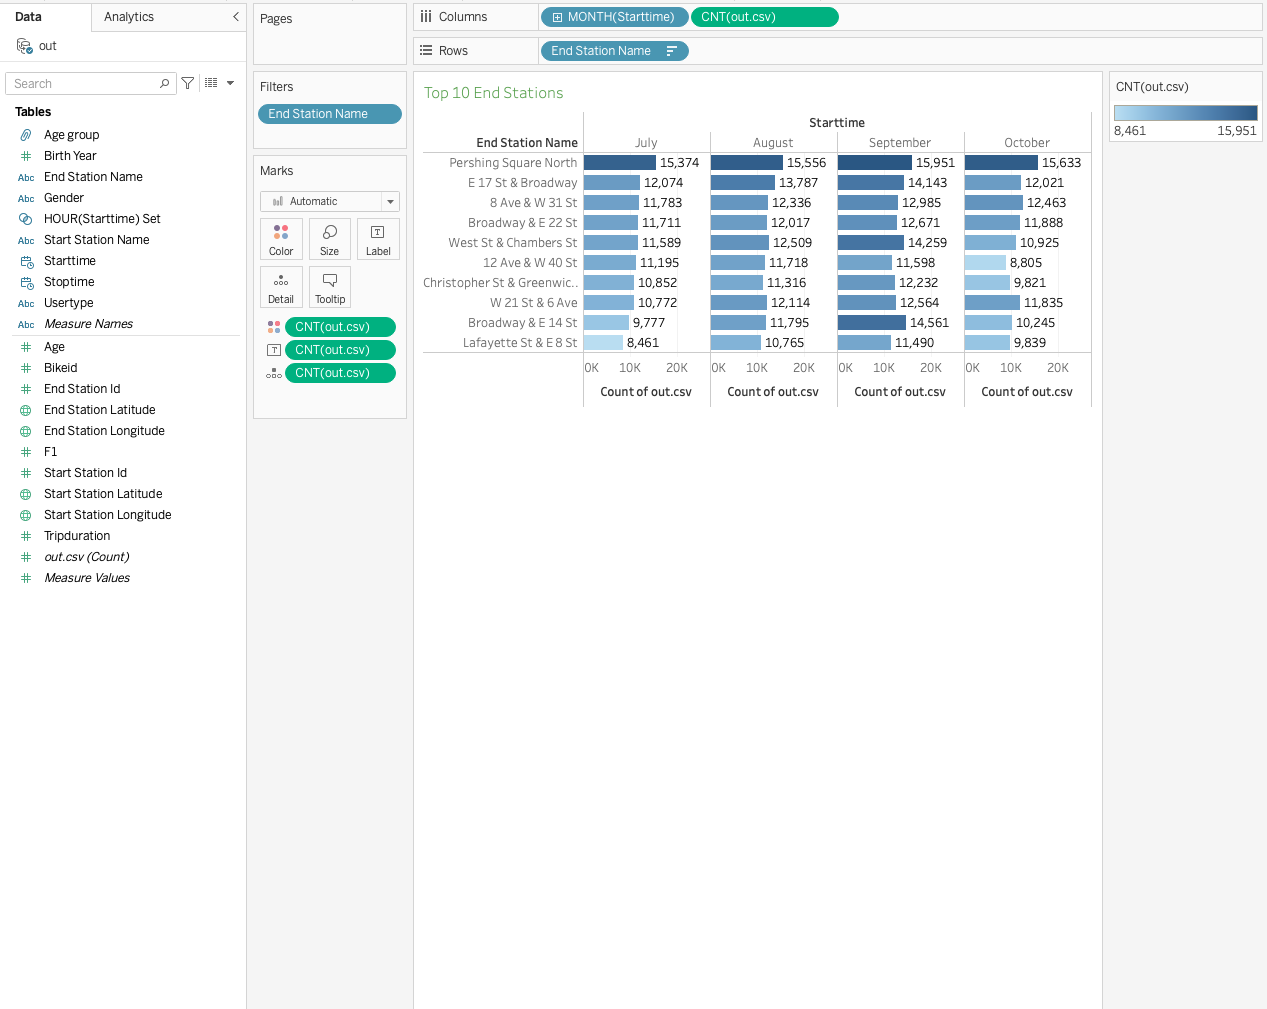 Data
Analytics
out
Search
Tables
Age group
Birth Year
Abc End Station Name
Abc Gender
HOUR(Starttime) Set
Abc Start Station Name
Starttime
Stoptime
Abc Usertype
Abc Measure Names
Age
Bikeid
End Station Id
End Station Latitude
End Station Longitude
F1
Start Station Id
Start Station Latitude
Start Station Longitude
Tripduration
out.csv (Count)
Measure Values
Pages
Filters
End Station Name
Marks
Automatic
Color Size T Label
Detail Tooltip
CNT(out.csv)
T CNT(out.csv)
CNT(out.csv)
Columns MONTH(Starttime) CNT(out.csv)
Rows End Station Name
Top 10 End Stations
Starttime
End Station Name July August September October
Pershing Square North 15,374 15,556 15,951 15,633
E 17 St & Broadway 12,074 13,787 14,143 12,021
8 Ave & W 31 St 11,783 12,336 12,985 12,463
Broadway & E 22 St 11,711 12,017 12,671 11,888
West St & Chambers St 11,589 12,509 14,259 10,925
12 Ave & W 40 St 11,195 11,718 11,598 8,805
Christopher St & Greenwic.. 10,852 11,316 12,232 9,821
W 21 St & 6 Ave 10,772 12,114 12,564 11,835
Broadway & E 14 St 9,777 11,795 14,561 10,245
Lafayette St & E 8 St 8,461 10,765 11,490 9,839
0K 10K 20K 0K 10K 20K 0K 10K 20K 0K 10K 20K
Count of out.csv Count of out.csv Count of out.csv Count of out.csv
CNT(out.csv)
8,461 15,951